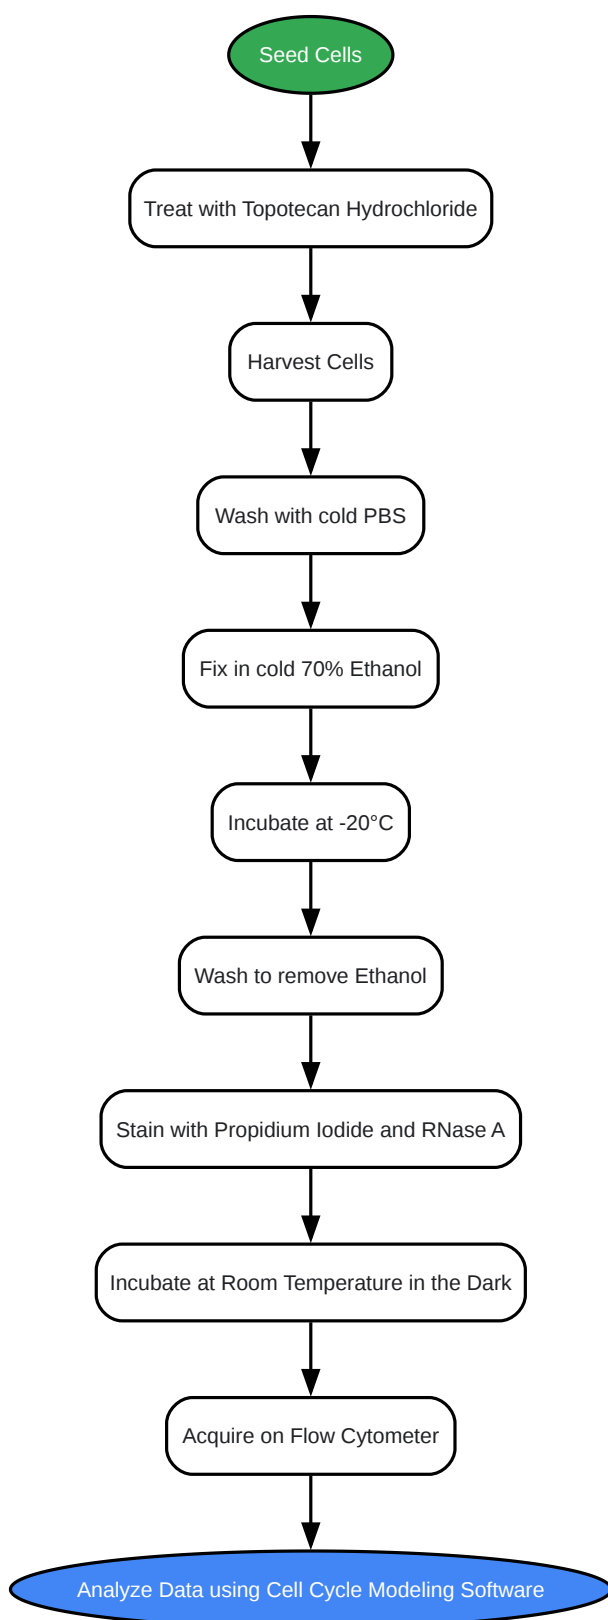 Seed Cells
Treat with Topotecan Hydrochloride
Harvest Cells
Wash with cold PBS
Fix in cold 70% Ethanol
Incubate at -20°C
Wash to remove Ethanol
Stain with Propidium Iodide and RNase A
Incubate at Room Temperature in the Dark
Acquire on Flow Cytometer
Analyze Data using Cell Cycle Modeling Software